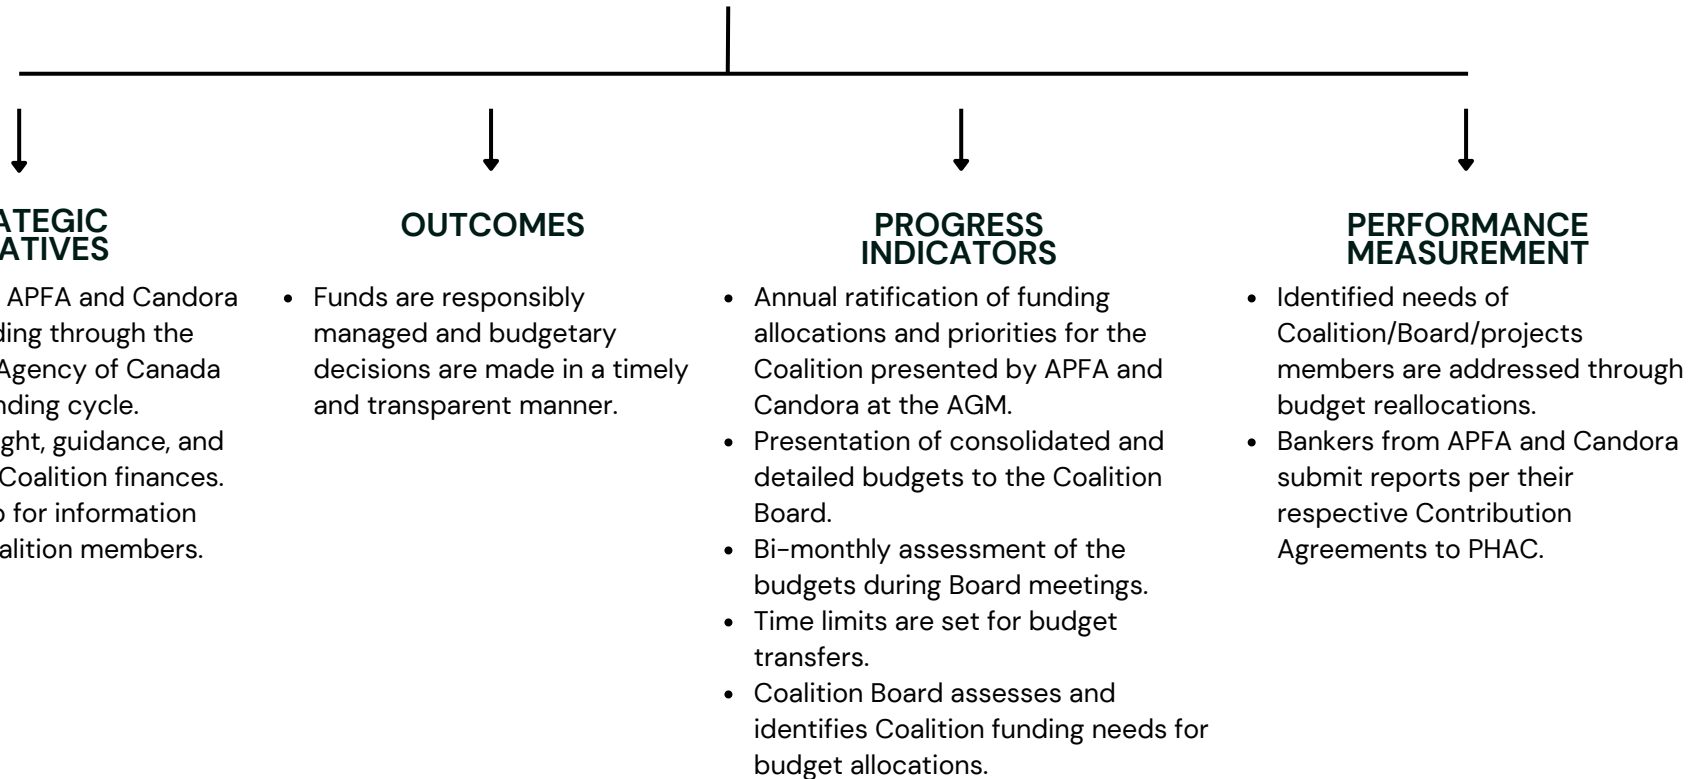 ATEGIC
ATIVES
APFA and Candora
ding through the
Agency of Canada
nding cycle.
ght, guidance, and
Coalition finances.
for information
alition members.
OUTCOMES
• Funds are responsibly
managed and budgetary
decisions are made in a timely
and transparent manner.
PROGRESS
INDICATORS
• Annual ratification of funding
allocations and priorities for the
Coalition presented by APFA and
Candora at the AGM.
• Presentation of consolidated and
detailed budgets to the Coalition
Board.
• Bi-monthly assessment of the
budgets during Board meetings.
• Time limits are set for budget
transfers.
• Coalition Board assesses and
identifies Coalition funding needs for
budget allocations.
PERFORMANCE
MEASUREMENT
• Identified needs of
Coalition/Board/projects
members are addressed through
budget reallocations.
• Bankers from APFA and Candora
submit reports per their
respective Contribution
Agreements to PHAC.